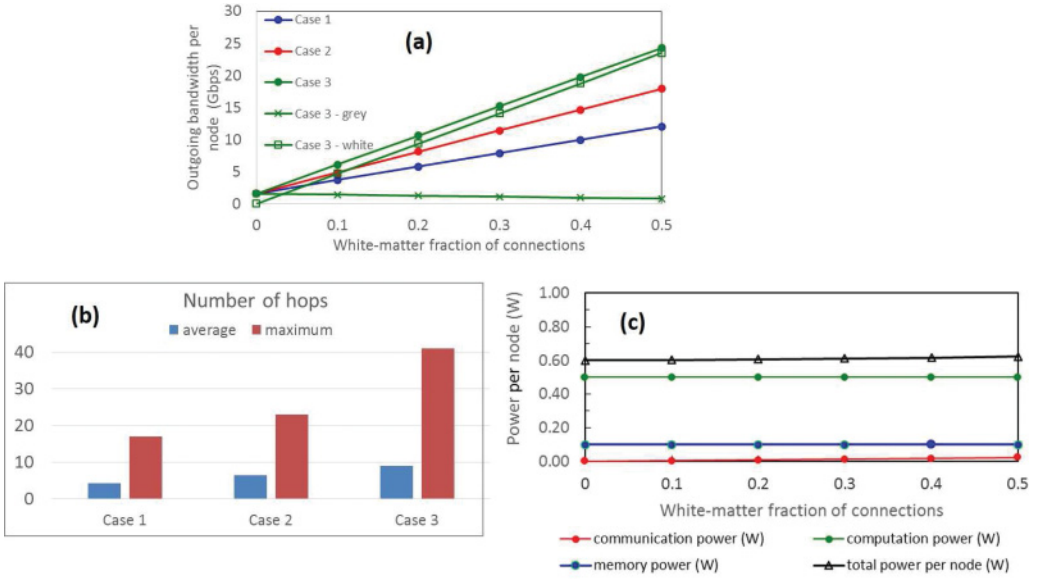 Outgoing bandwidth per
node (Gbps)
30
25
20
15
10
5
0
Case 1
Case 2
Case 3
Case 3 - grey
Case 3 - white
(a)
0 0.1 0.2 0.3 0.4 0.5
White-matter fraction of connections
(b)
Number of hops
average maximum
40
30
20
10
0
Case 1 Case 2 Case 3
(c)
Power per node (W)
1.00
0.80
0.60
0.40
0.20
0.00
0 0.1 0.2 0.3 0.4 0.5
White-matter fraction of connections
communication power (W) computation power (W)
memory power (W) total power per node (W)